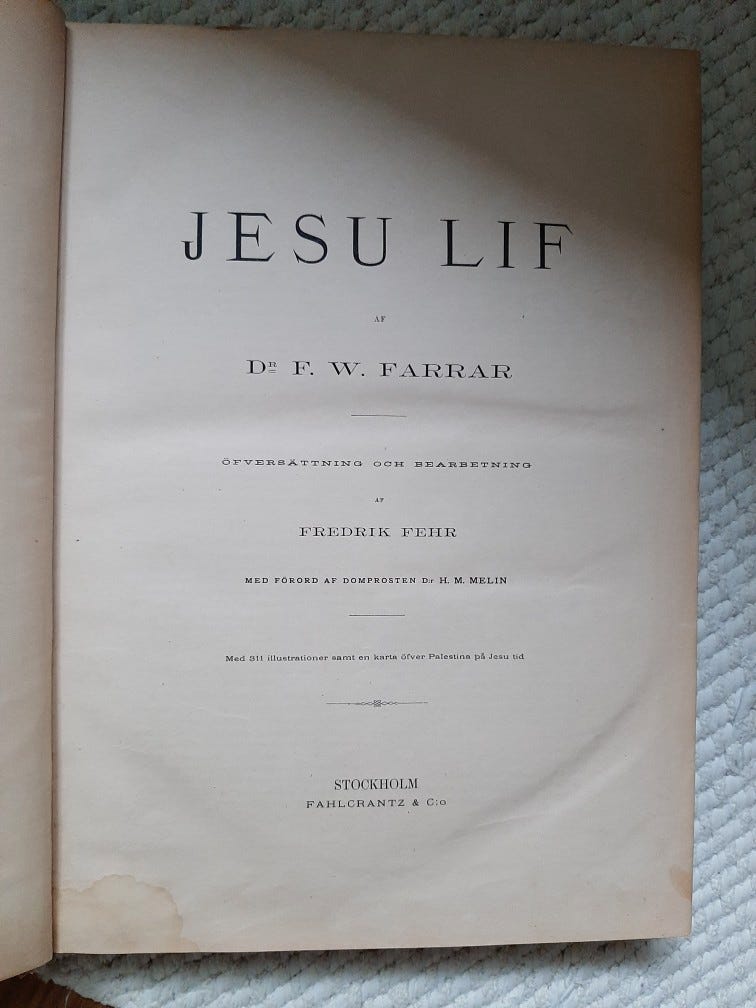 JESU LIF
AF
DR F. W. FARRAR
ÖFVERSÄTTNING OCH BEARBETNING
AF
FREDRIK FEHR
MED FÖRORD AF DOMPROSTEN D:r H. M. MELIN
Med 311 illustrationer samt en karta öfver Palestina på Jesu tid
STOCKHOLM
FAHLCRANTZ & C:o